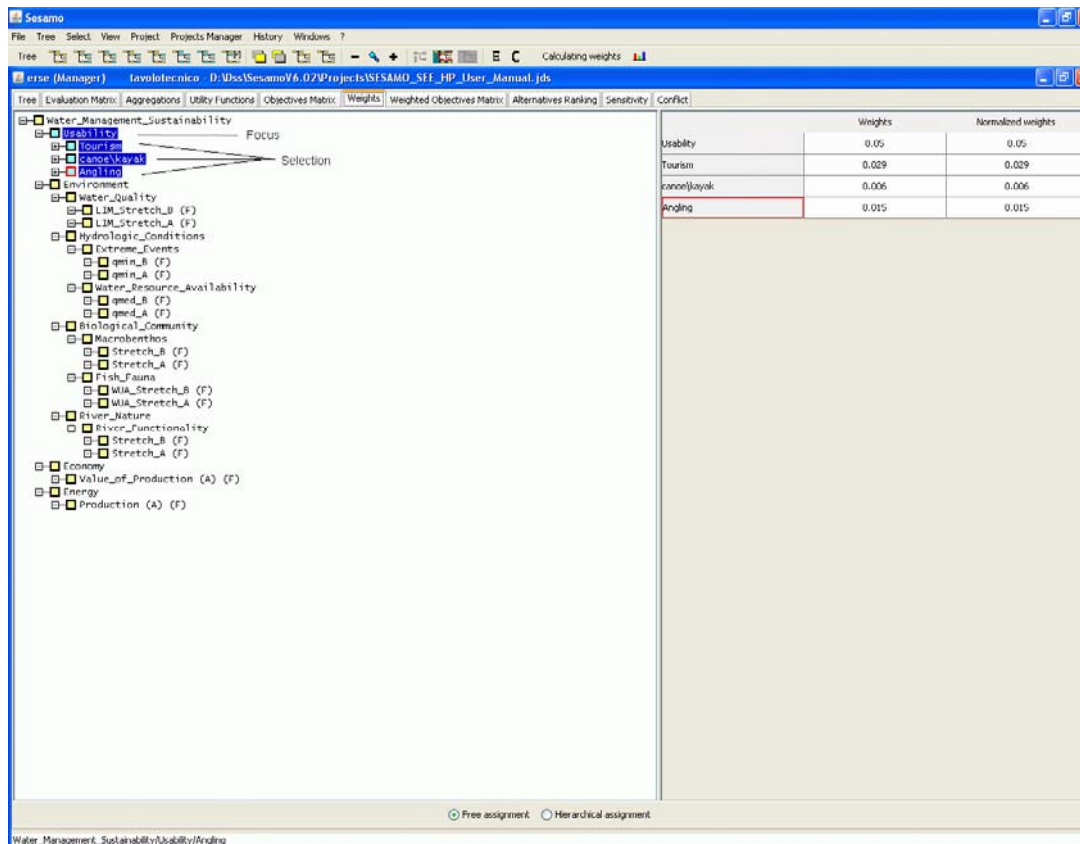 Sesamo
File Tree Select View Project Projects Manager History Windows ?
Tree E C Calculating weights
erse (Manager) tavolotecnico - D:\Dss\SesamoV6.02\Projects\SESAMO_SEE_HP_User_Manual.jds
Tree Evaluation Matrix Aggregations Utility Functions Objectives Matrix Weights Weighted Objectives Matrix Alternatives Ranking Sensitivity Conflict
Water_Management_Sustainability
Usability Focus
Tourism
canoe\kayak Selection
Angling
Environment
Water_Quality
LIM_Stretch_B (F)
LIM_Stretch_A (F)
Hydrologic_Conditions
Extreme_Events
qmin_B (F)
qmin_A (F)
Water_Resource_Availability
qmed_B (F)
qmed_A (F)
Biological_Community
Macrobenthos
Stretch_B (F)
Stretch_A (F)
Fish_Fauna
WUA_Stretch_B (F)
WUA_Stretch_A (F)
River_Nature
River_Functionality
Stretch_B (F)
Stretch_A (F)
Economy
Value_of_Production (A) (F)
Energy
Production (A) (F)
Weights Normalized weights
Usability 0.05 0.05
Tourism 0.029 0.029
canoe\kayak 0.006 0.006
Angling 0.015 0.015
Free assignment Hierarchical assignment
Water_Management_Sustainability/Usability/Angling